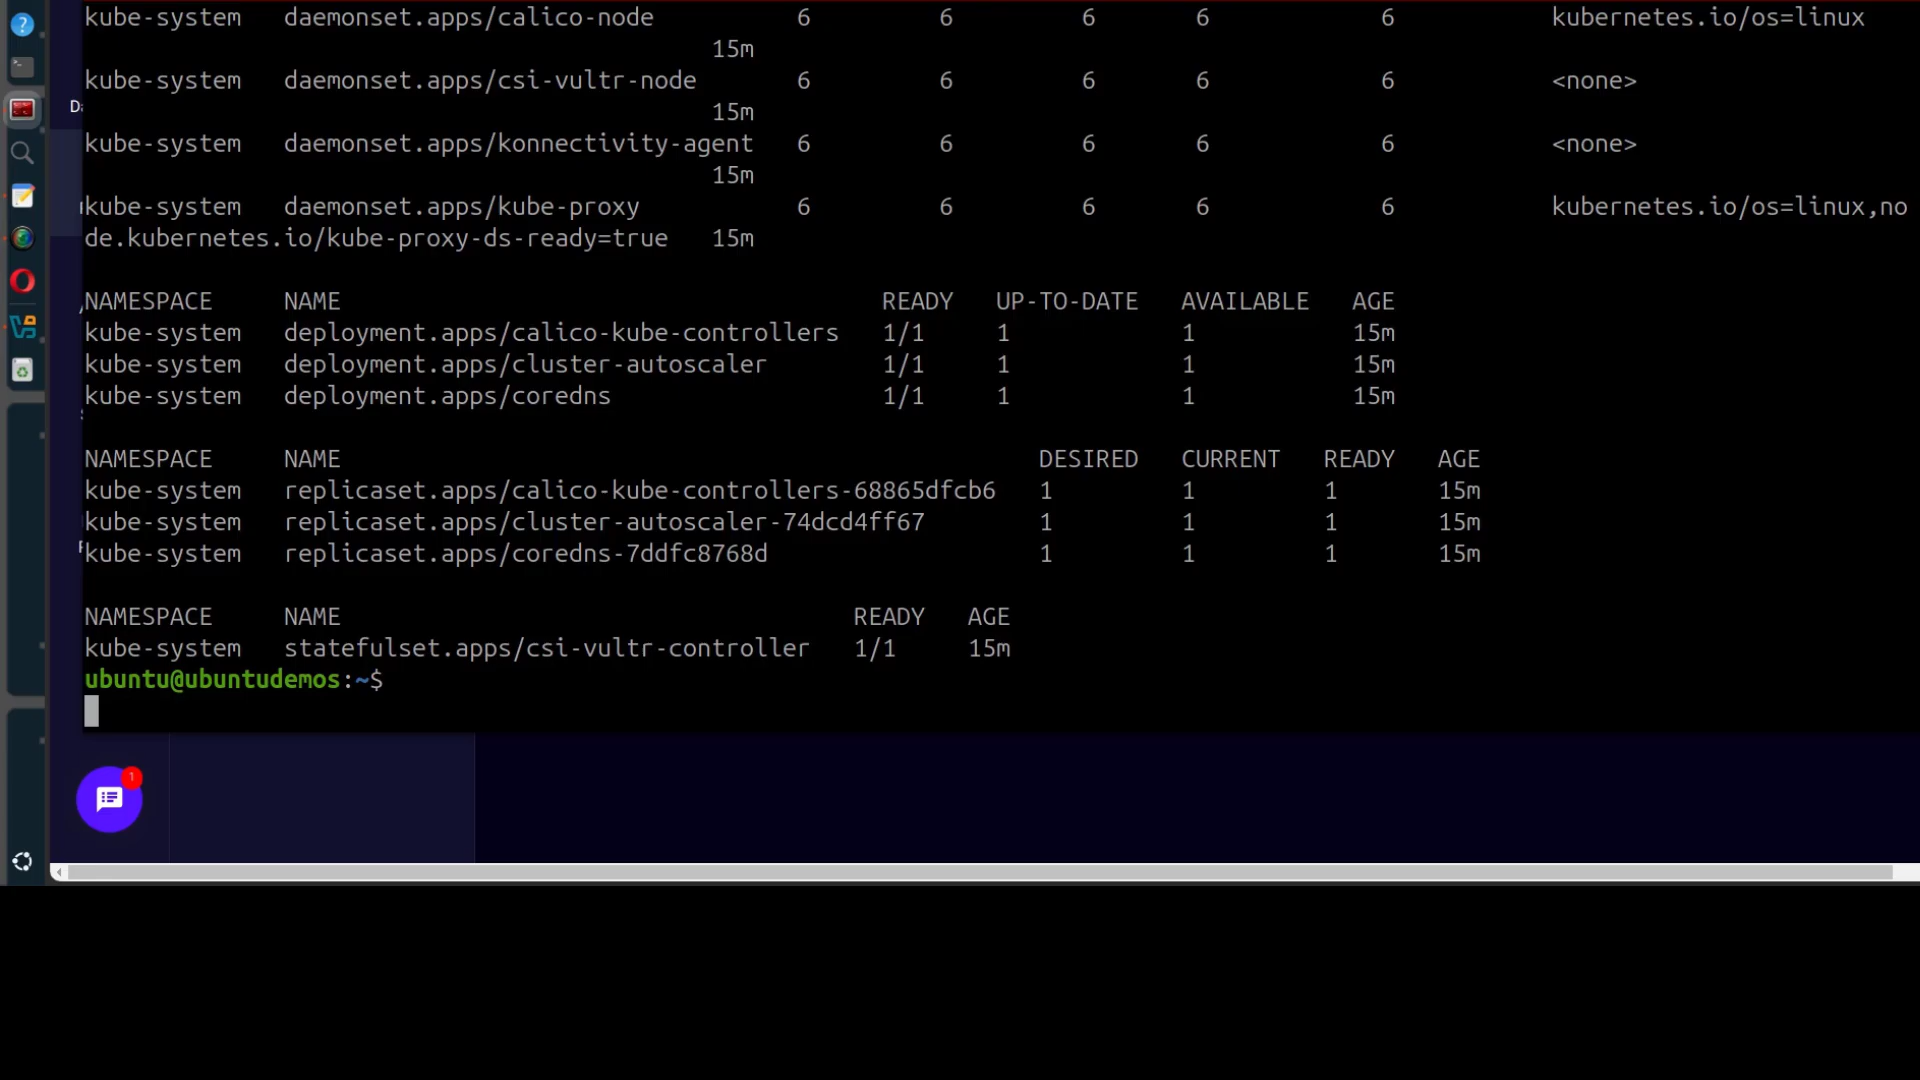 kube-system   daemonset.apps/calico-node          6         6         6       6            6           kubernetes.io/os=linux
                                            15m
kube-system   daemonset.apps/csi-vultr-node       6         6         6       6            6           <none>
                                            15m
kube-system   daemonset.apps/konnectivity-agent   6         6         6       6            6           <none>
                                            15m
kube-system   daemonset.apps/kube-proxy           6         6         6       6            6           kubernetes.io/os=linux,no
de.kubernetes.io/kube-proxy-ds-ready=true   15m
NAMESPACE     NAME                                      READY   UP-TO-DATE   AVAILABLE   AGE
kube-system   deployment.apps/calico-kube-controllers   1/1     1            1           15m
kube-system   deployment.apps/cluster-autoscaler        1/1     1            1           15m
kube-system   deployment.apps/coredns                   1/1     1            1           15m
NAMESPACE     NAME                                                 DESIRED   CURRENT   READY   AGE
kube-system   replicaset.apps/calico-kube-controllers-68865dfcb6   1         1         1       15m
kube-system   replicaset.apps/cluster-autoscaler-74dcd4ff67        1         1         1       15m
kube-system   replicaset.apps/coredns-7ddfc8768d                   1         1         1       15m
NAMESPACE     NAME                                    READY   AGE
kube-system   statefulset.apps/csi-vultr-controller   1/1     15m
ubuntu@ubuntudemos:~$
1